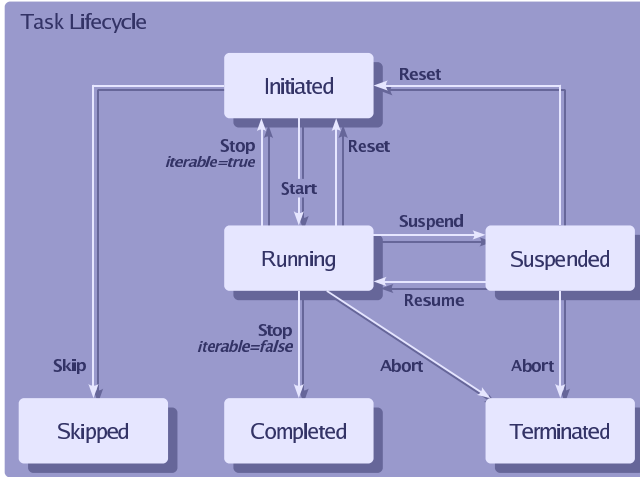 Task Lifecycle
Initiated
Reset
Stop
iterable=true
Reset
Start
Suspend
Running
Suspended
Resume
Stop
iterable=false
Skip
Abort
Abort
Skipped
Completed
Terminated